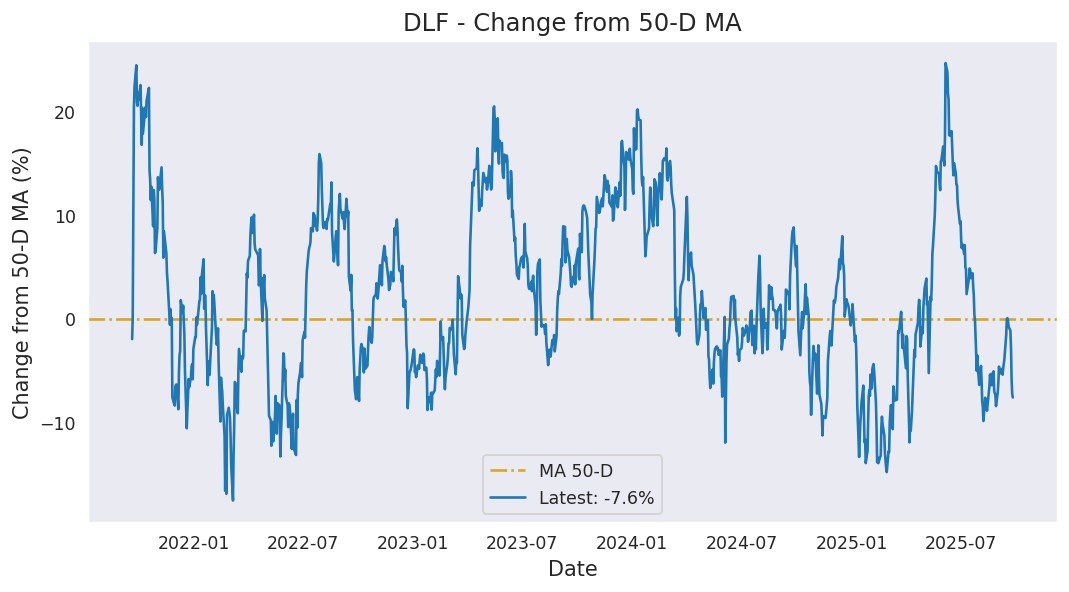 DLF - Change from 50-D MA
Change from 50-D MA (%)
20
10
0
−10
MA 50-D
Latest: -7.6%
2022-01
2022-07
2023-01
2023-07
2024-01
2024-07
2025-01
2025-07
Date